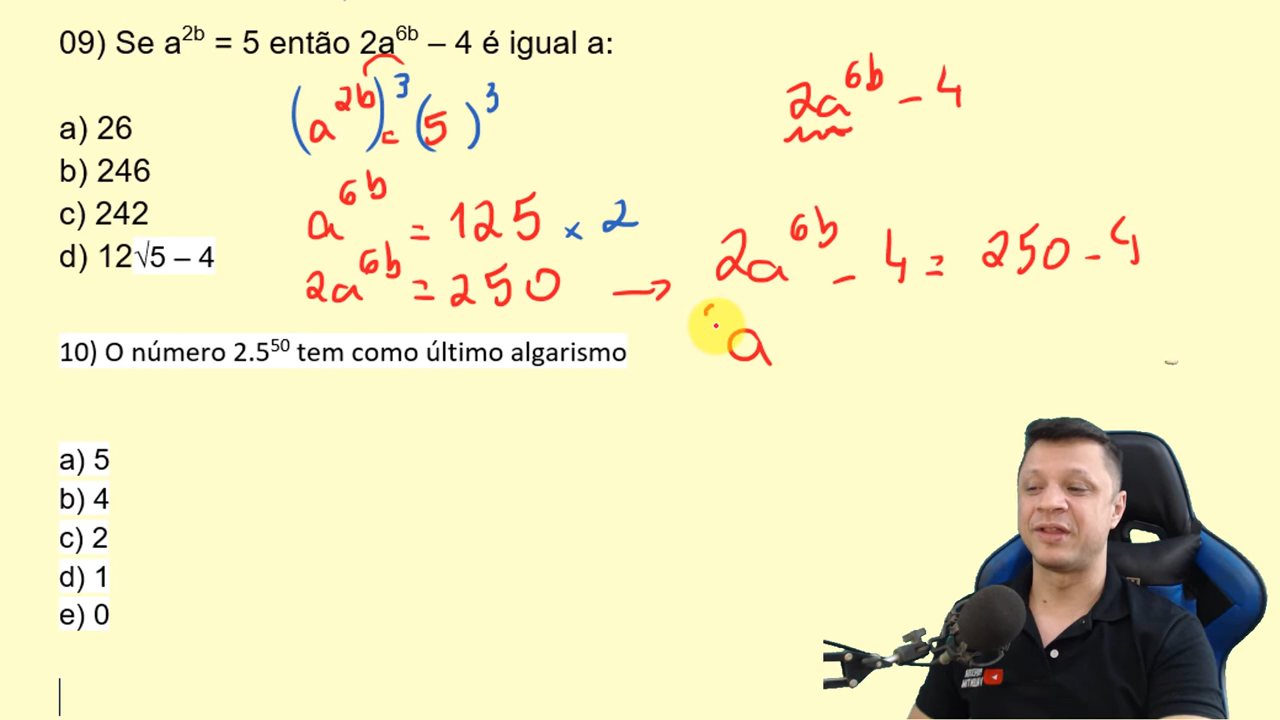 09) Se a²ᵇ = 5 então 2a⁶ᵇ – 4 é igual a:
a) 26
b) 246
c) 242
d) 12√5 – 4
(a²ᵇ)³ = (5)³
a⁶ᵇ = 125 × 2
2a⁶ᵇ = 250 → 2a⁶ᵇ - 4 = 250 - 4
2a⁶ᵇ - 4
a
10) O número 2.5⁵⁰ tem como último algarismo
a) 5
b) 4
c) 2
d) 1
e) 0